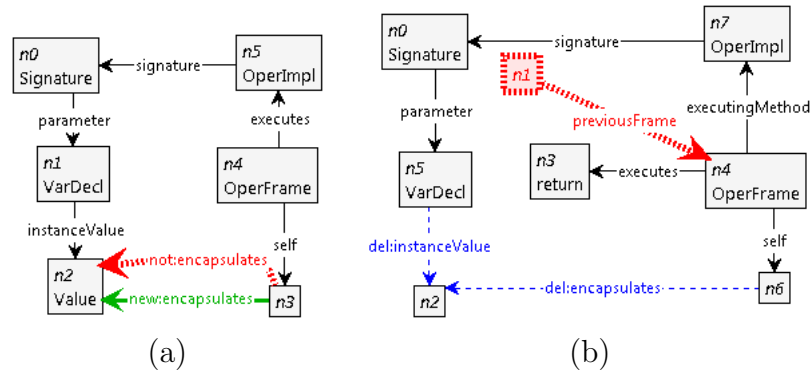 n0
Signature
signature
n5
OperImpl
parameter
executes
n1
VarDecl
n4
OperFrame
instanceValue
self
not:encapsulates
n2
Value
new:encapsulates
n3
(a)
n0
Signature
signature
n7
OperImpl
n1
parameter
previousFrame
executingMethod
n5
VarDecl
n3
return
executes
n4
OperFrame
del:instanceValue
self
n2
del:encapsulates
n6
(b)